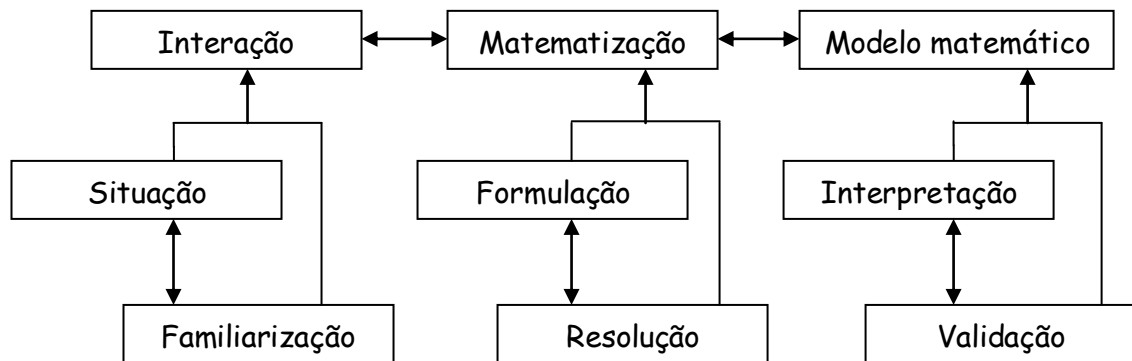 Interação
Matematização
Modelo matemático
Situação
Formulação
Interpretação
Familiarização
Resolução
Validação